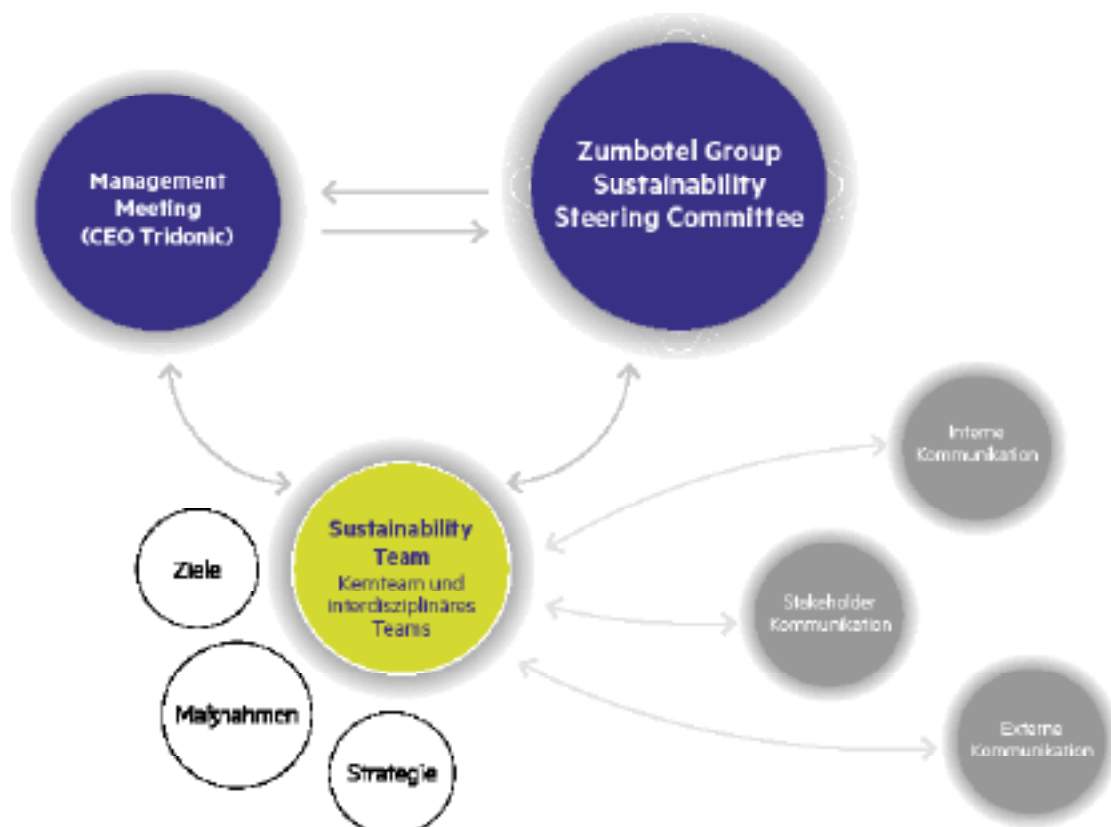 Management
Meeting
(CEO Tridonic)
Zumbotel Group
Sustainability
Steering Committee
Interne
Kommunikation
Sustainability
Team
Kernteam und
interdisziplinäres
Teams
Ziele
Stakeholder
Kommunikation
Maßnahmen
Strategie
Externe
Kommunikation